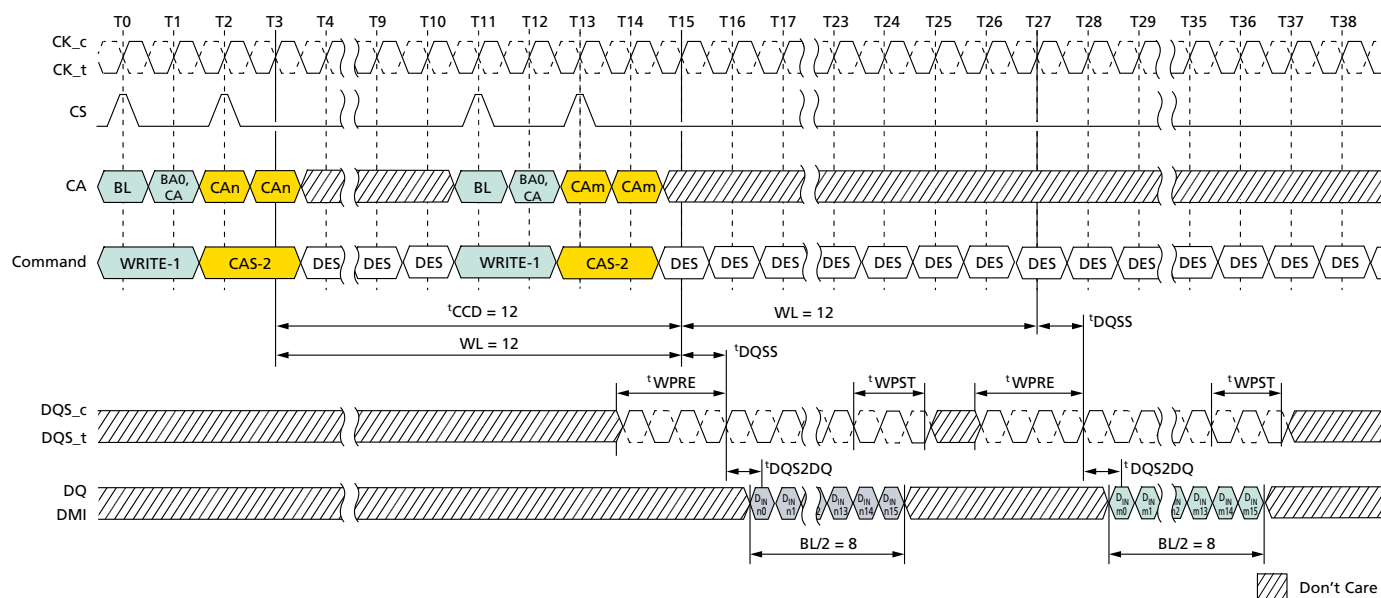 T0 T1 T2 T3 T4 T9 T10 T11 T12 T13 T14 T15 T16 T17 T23 T24 T25 T26 T27 T28 T29 T35 T36 T37 T38
CK_c
CK_t
CS
CA BL BA0, CA CAn CAn BL BA0, CA CAm CAm
Command WRITE-1 CAS-2 DES DES DES WRITE-1 CAS-2 DES DES DES DES DES DES DES DES DES DES DES DES DES DES
tCCD = 12 WL = 12 tDQSS
WL = 12 tDQSS
tWPRE tWPST tWPRE tWPST
DQS_c
DQS_t
tDQS2DQ tDQS2DQ
DQ
DMI
DIN n0 DIN n1 DIN n13 DIN n14 DIN n15 DIN m0 DIN m1 DIN m13 DIN m14 DIN m15
BL/2 = 8 BL/2 = 8
Don't Care